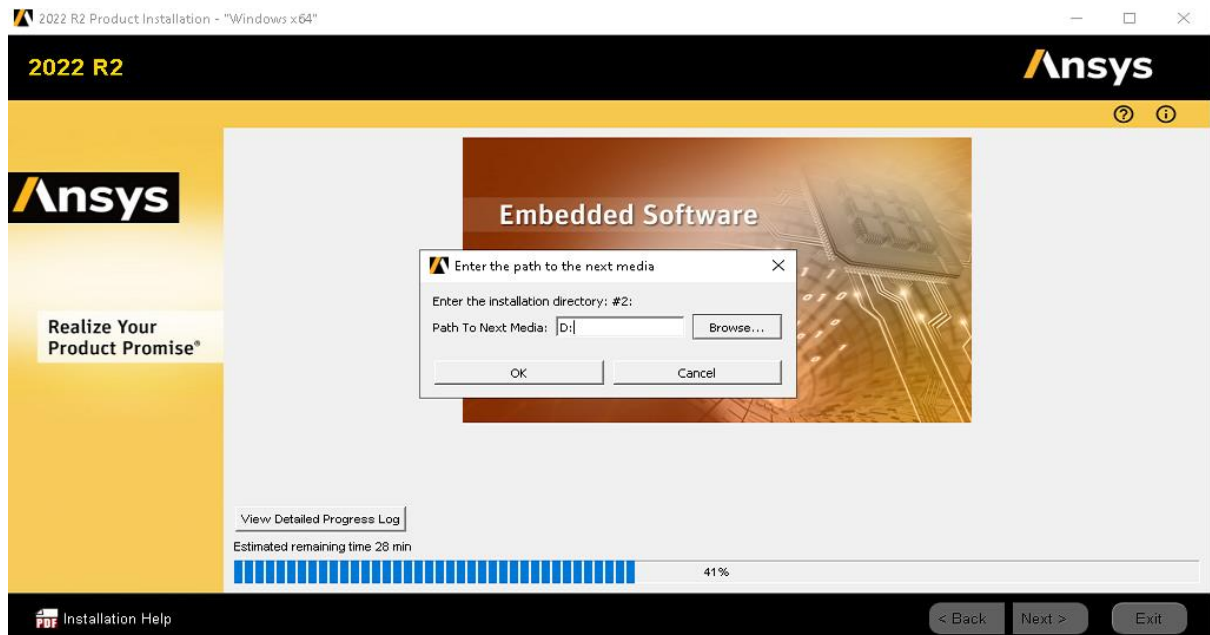 2022 R2 Product Installation - "Windows x64"
2022 R2
Ansys
Ansys
Embedded Software
Enter the path to the next media
Enter the installation directory: #2:
Path To Next Media: D:
Browse...
OK
Cancel
Realize Your
Product Promise®
View Detailed Progress Log
Estimated remaining time 28 min
41%
PDF Installation Help
< Back
Next >
Exit